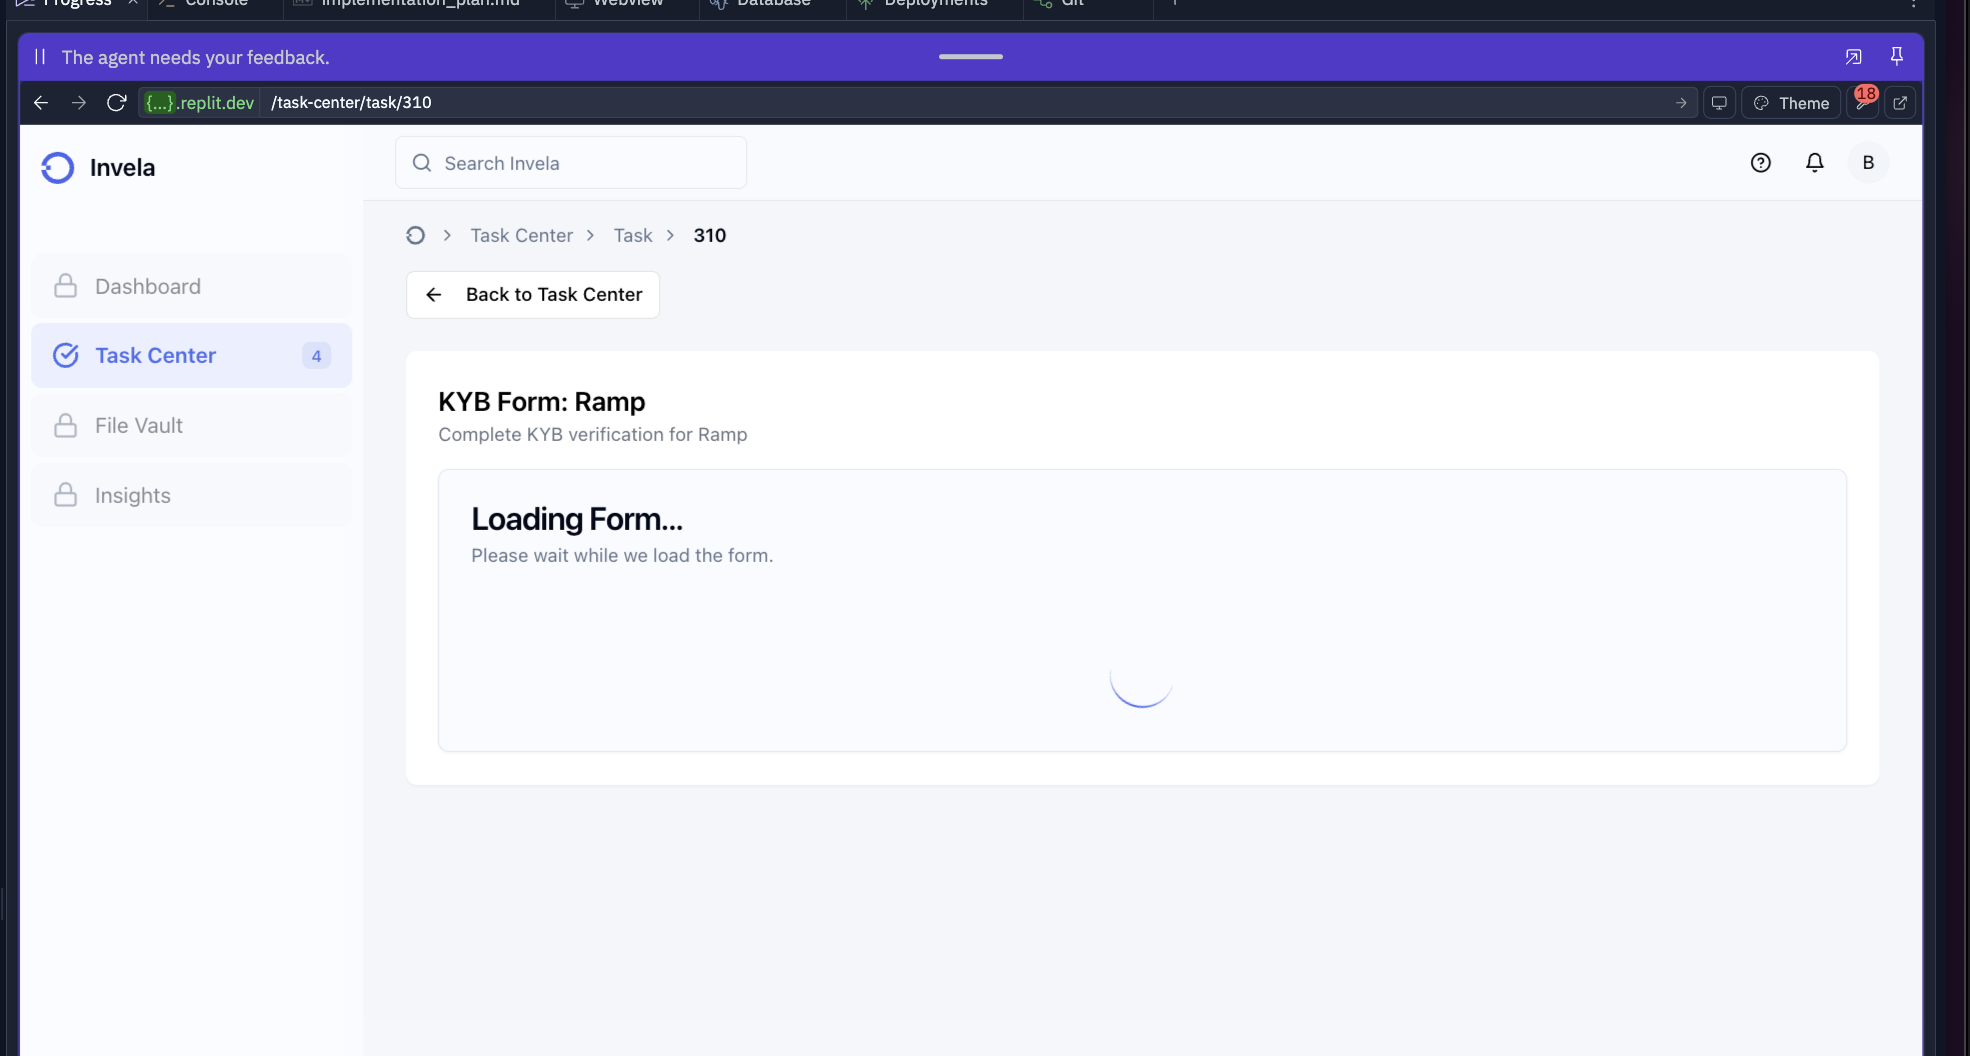 Progress
Console
Implementation_plan.md
Webview
Database
Deployments
Git
The agent needs your feedback.
{...}.replit.dev /task-center/task/310
Theme
18
Invela
Search Invela
B
Task Center
Task
310
Back to Task Center
Dashboard
Task Center
4
File Vault
Insights
KYB Form: Ramp
Complete KYB verification for Ramp
Loading Form...
Please wait while we load the form.